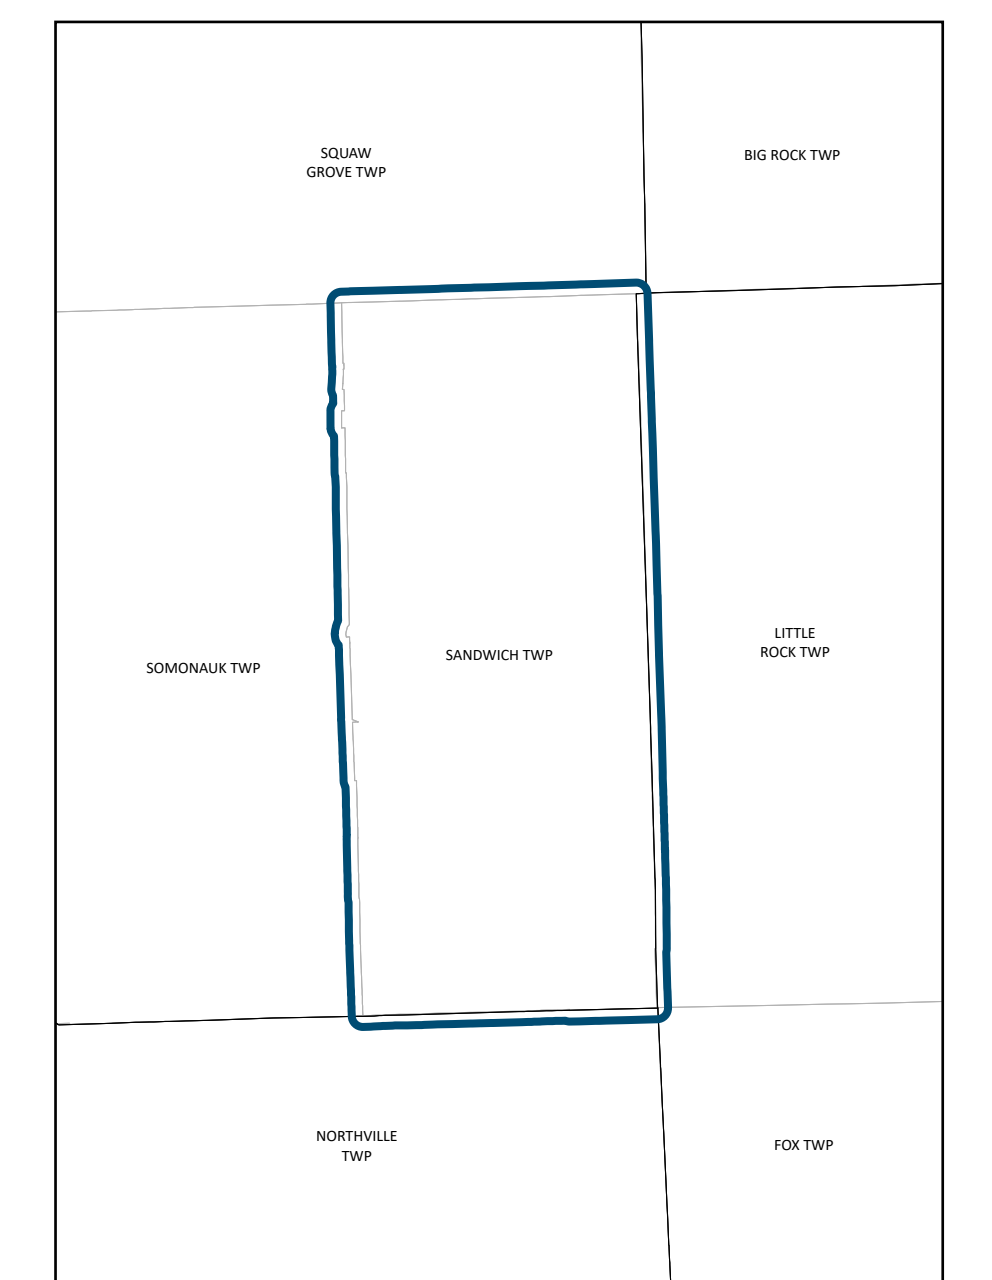 SQUAW
GROVE TWP
BIG ROCK TWP
LITTLE
ROCK TWP
SANDWICH TWP
SOMONAUK TWP
NORTHVILLE
TWP
FOX TWP